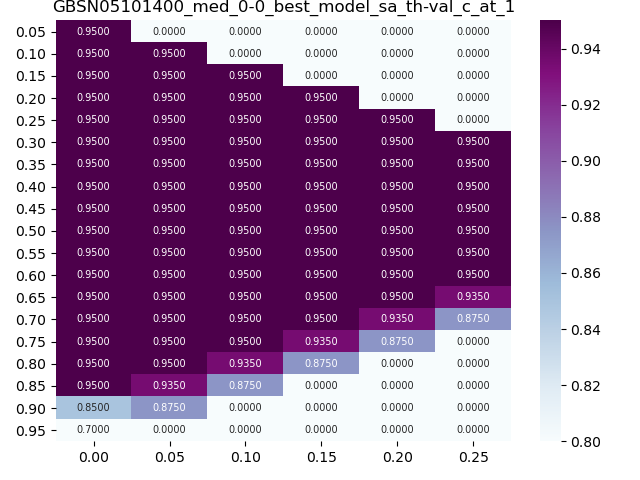 GBSN05101400_med_0-0_best_model_sa_th-val_c_at_1
0.05 0.9500 0.0000 0.0000 0.0000 0.0000 0.0000
0.10 0.9500 0.9500 0.0000 0.0000 0.0000 0.0000
0.15 0.9500 0.9500 0.9500 0.0000 0.0000 0.0000
0.20 0.9500 0.9500 0.9500 0.9500 0.0000 0.0000
0.25 0.9500 0.9500 0.9500 0.9500 0.9500 0.0000
0.30 0.9500 0.9500 0.9500 0.9500 0.9500 0.9500
0.35 0.9500 0.9500 0.9500 0.9500 0.9500 0.9500
0.40 0.9500 0.9500 0.9500 0.9500 0.9500 0.9500
0.45 0.9500 0.9500 0.9500 0.9500 0.9500 0.9500
0.50 0.9500 0.9500 0.9500 0.9500 0.9500 0.9500
0.55 0.9500 0.9500 0.9500 0.9500 0.9500 0.9500
0.60 0.9500 0.9500 0.9500 0.9500 0.9500 0.9500
0.65 0.9500 0.9500 0.9500 0.9500 0.9500 0.9350
0.70 0.9500 0.9500 0.9500 0.9500 0.9350 0.8750
0.75 0.9500 0.9500 0.9500 0.9350 0.8750 0.0000
0.80 0.9500 0.9500 0.9350 0.8750 0.0000 0.0000
0.85 0.9500 0.9350 0.8750 0.0000 0.0000 0.0000
0.90 0.8500 0.8750 0.0000 0.0000 0.0000 0.0000
0.95 0.7000 0.0000 0.0000 0.0000 0.0000 0.0000
0.00 0.05 0.10 0.15 0.20 0.25
0.94
0.92
0.90
0.88
0.86
0.84
0.82
0.80